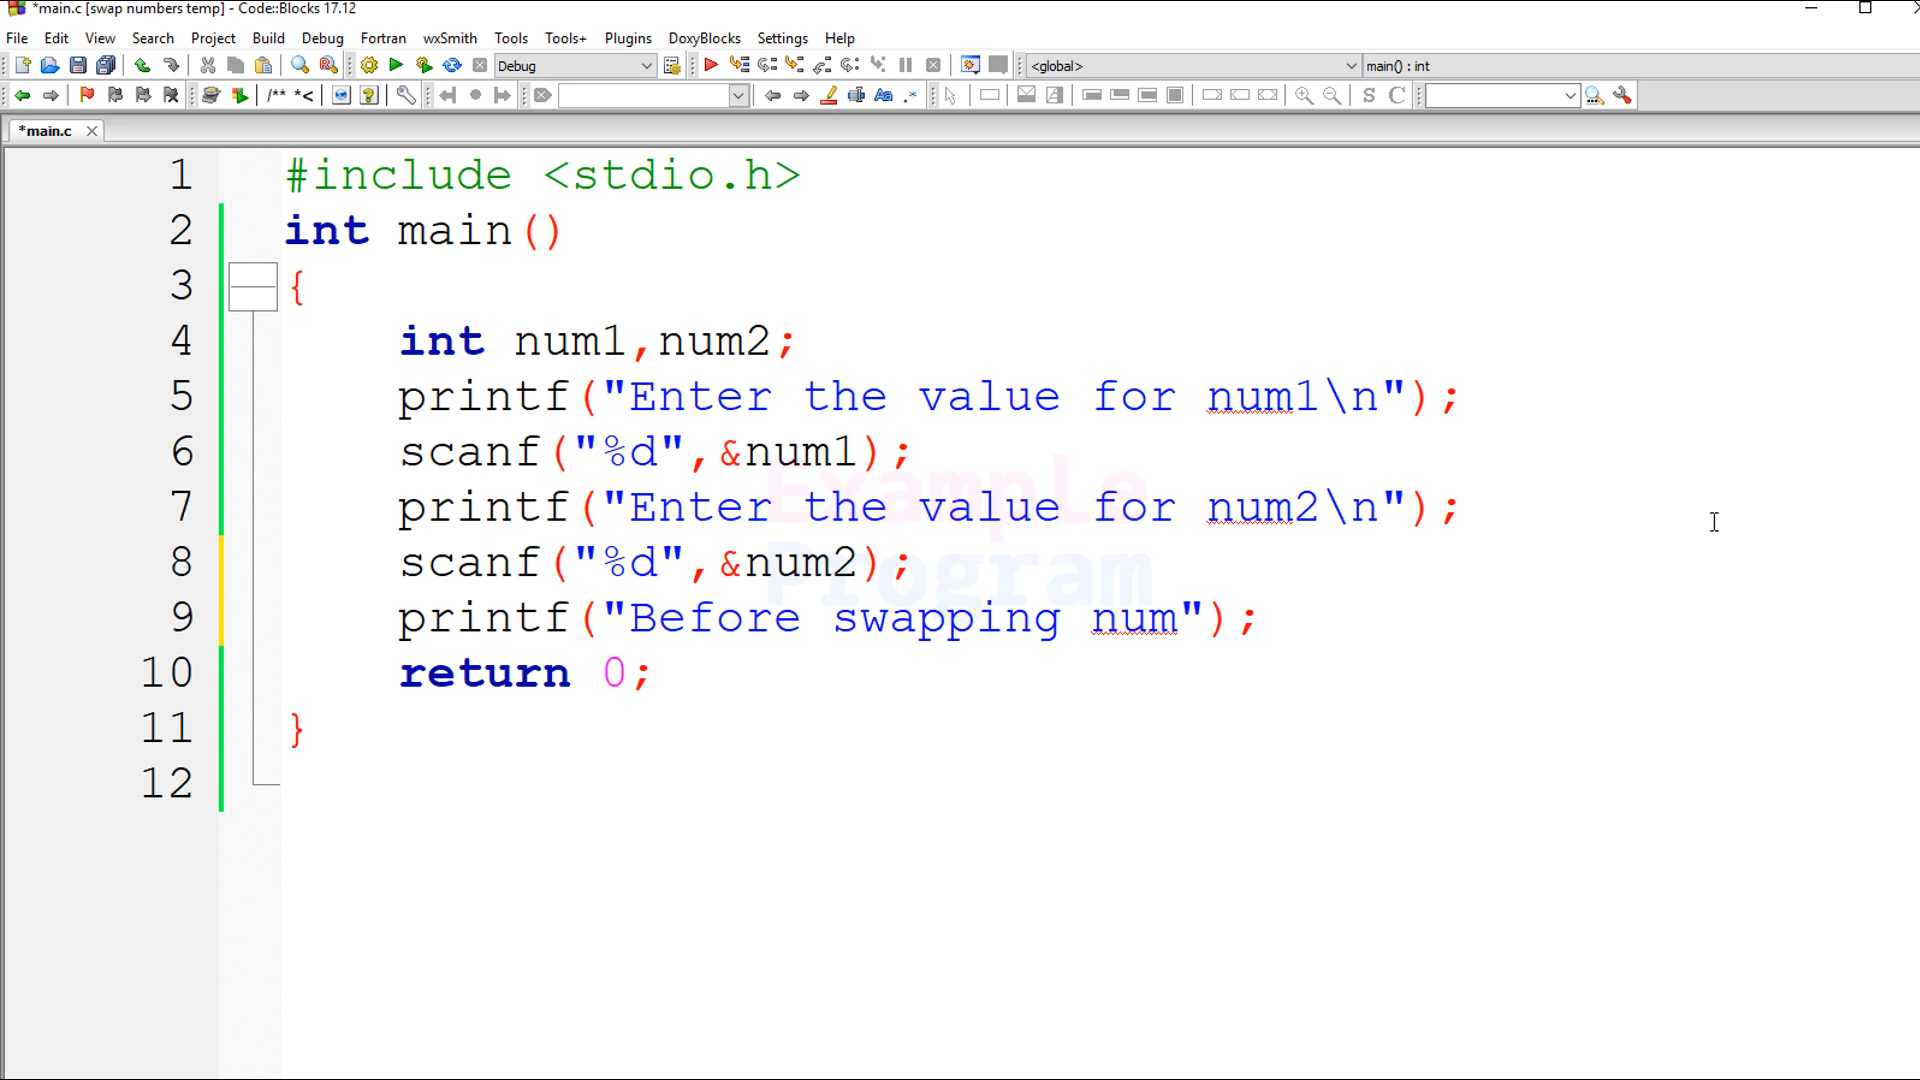 *main.c [swap numbers temp] - Code::Blocks 17.12
File Edit View Search Project Build Debug Fortran wxSmith Tools Tools+ Plugins DoxyBlocks Settings Help
Debug <global> main() : int
/** *< Aa .* S C
*main.c
1 #include <stdio.h>
2 int main()
3 {
4 int num1,num2;
5 printf("Enter the value for num1\n");
6 scanf("%d",&num1);
7 printf("Enter the value for num2\n");
8 scanf("%d",&num2);
9 printf("Before swapping num");
10 return 0;
11 }
12
Example
Program